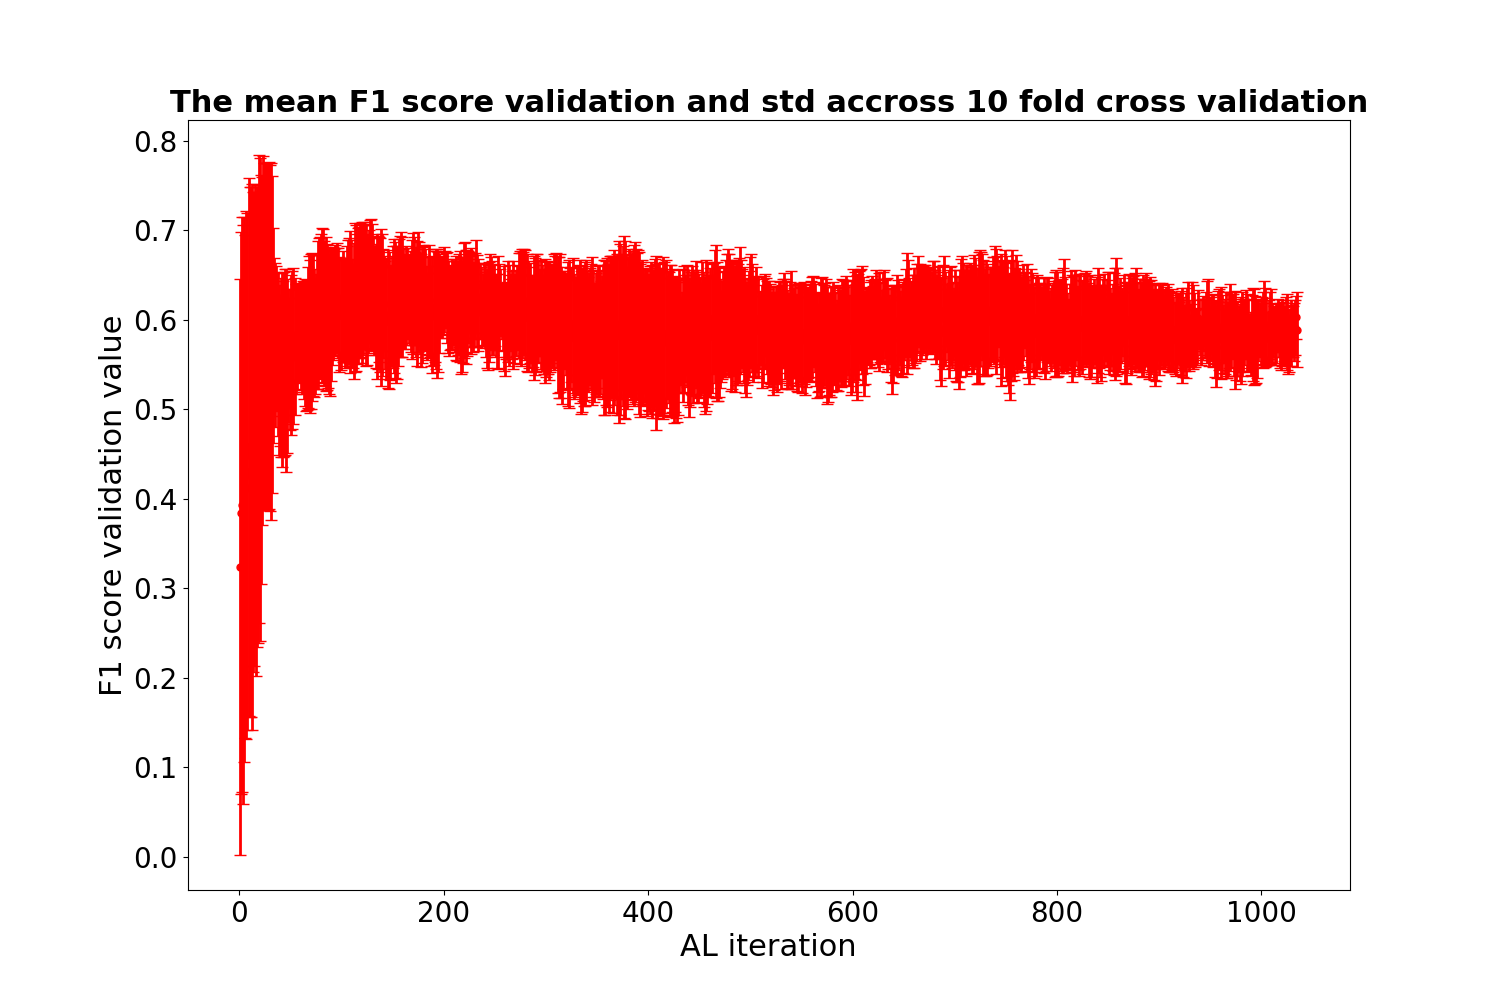 The mean F1 score validation and std accross 10 fold cross validation
0.8
0.7
0.6
0.5
0.4
0.3
0.2
0.1
0.0
F1 score validation value
0 200 400 600 800 1000
AL iteration